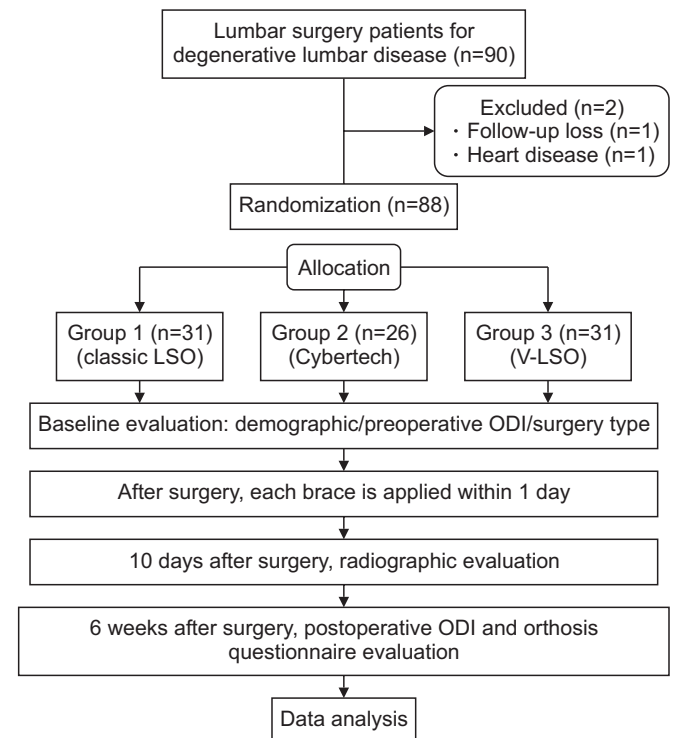 Lumbar surgery patients for
degenerative lumbar disease (n=90)
Excluded (n=2)
· Follow-up loss (n=1)
· Heart disease (n=1)
Randomization (n=88)
Allocation
Group 1 (n=31)
(classic LSO)
Group 2 (n=26)
(Cybertech)
Group 3 (n=31)
(V-LSO)
Baseline evaluation: demographic/preoperative ODI/surgery type
After surgery, each brace is applied within 1 day
10 days after surgery, radiographic evaluation
6 weeks after surgery, postoperative ODI and orthosis
questionnaire evaluation
Data analysis